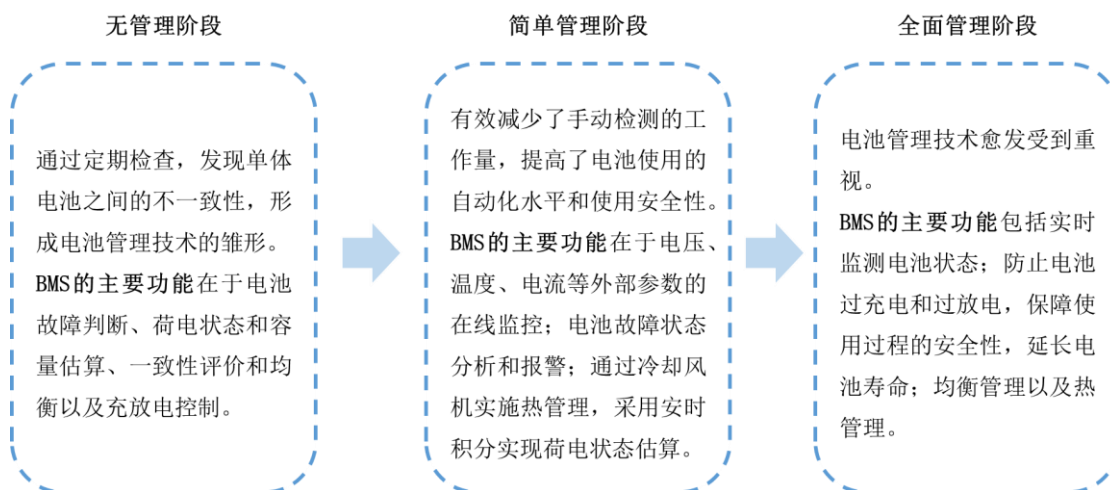 无管理阶段
通过定期检查，发现单体
电池之间的不一致性，形
成电池管理技术的雏形。
BMS的主要功能在于电池
故障判断、荷电状态和容
量估算、一致性评价和均
衡以及充放电控制。
简单管理阶段
有效减少了手动检测的工
作量，提高了电池使用的
自动化水平和使用安全性。
BMS的主要功能在于电压、
温度、电流等外部参数的
在线监控；电池故障状态
分析和报警；通过冷却风
机实施热管理，采用安时
积分实现荷电状态估算。
全面管理阶段
电池管理技术愈发受到重
视。
BMS的主要功能包括实时
监测电池状态；防止电池
过充电和过放电，保障使
用过程的安全性，延长电
池寿命；均衡管理以及热
管理。